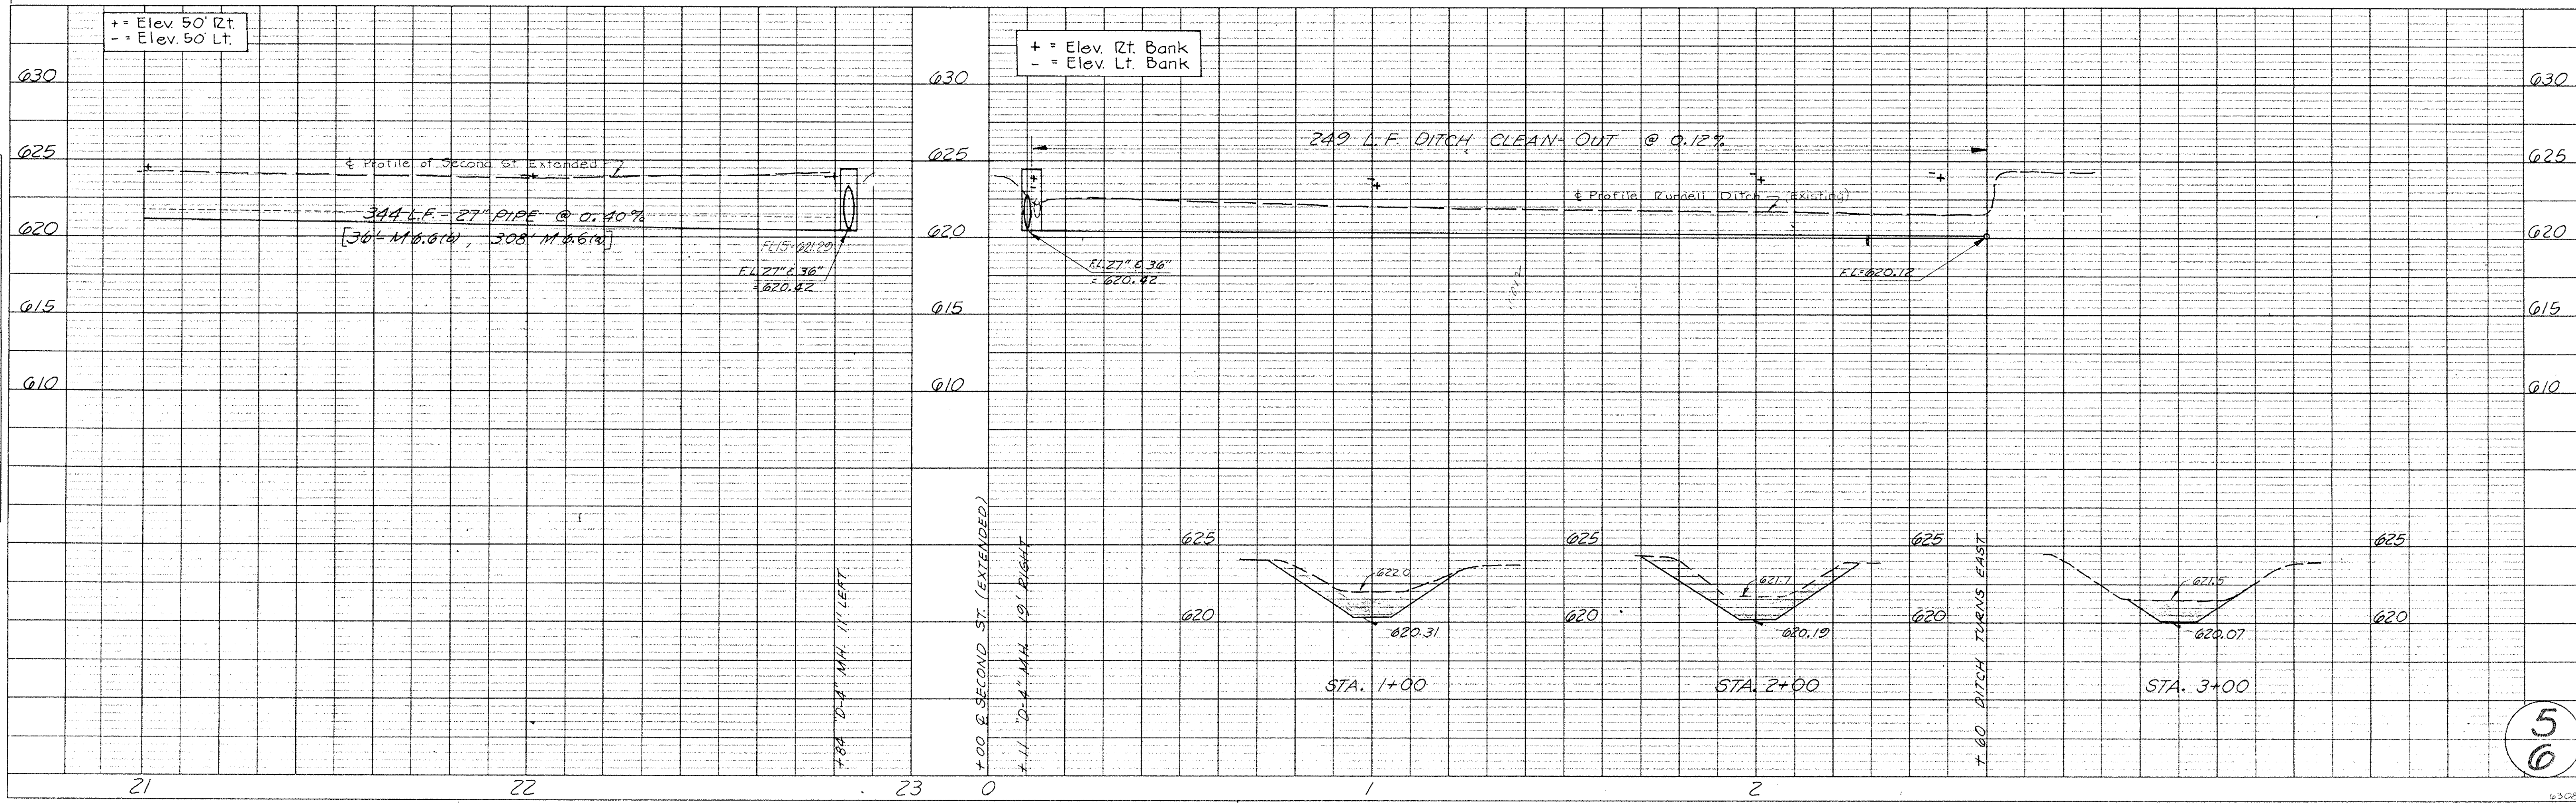 + = Elev. 50' Rt.
- = Elev. 50' Lt.
+ = Elev. Rt. Bank
- = Elev. Lt. Bank
630
630
630
249 L.F. DITCH CLEAN-OUT @ 0.12%
625
℄ Profile of Second St. Extended
625
625
℄ Profile Rundell Ditch (Existing)
344 L.F. - 27" PIPE @ 0.40%
620
[36' - M 6.6(b), 308' M 6.6(a)]
620
620
F.L. 15" = 621.29
F.L. 27" & 36"
= 620.42
F.L. 27" & 36"
= 620.42
F.L. = 620.12
615
615
615
610
610
610
625
625
625
625
622.0
621.7
621.5
620
620
620
620
620.31
620.19
620.07
STA. 1+00
STA. 2+00
STA. 3+00
+84 "D-4" MH. 11' LEFT
+00 ℄ SECOND ST. (EXTENDED)
+11 "D-4" MH. 19' RIGHT
+60 DITCH TURNS EAST
5
6
21
22
23
0
1
2